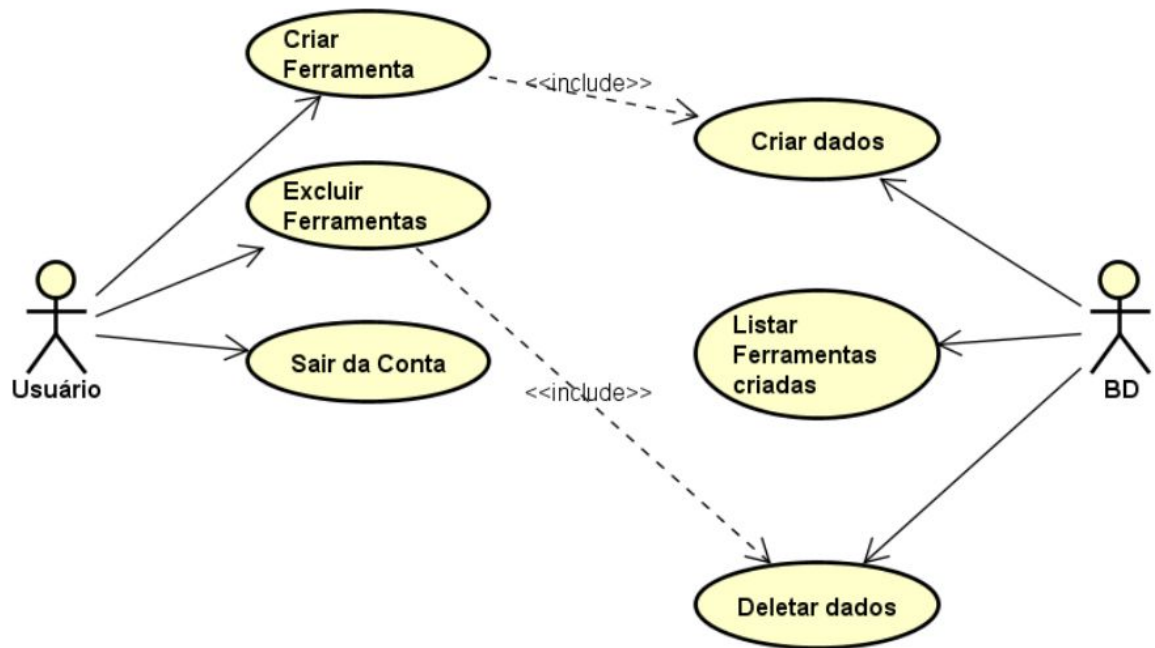 Criar
Ferramenta
<<include>>
Criar dados
Excluir
Ferramentas
Usuário
Sair da Conta
Listar
Ferramentas
criadas
BD
<<include>>
Deletar dados